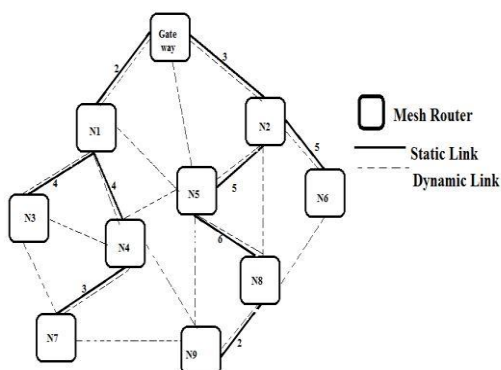 Gate
way
2
3
N1
N2
Mesh Router
Static Link
Dynamic Link
4
4
5
5
N3
N4
N5
N6
6
3
N8
N7
N9
2